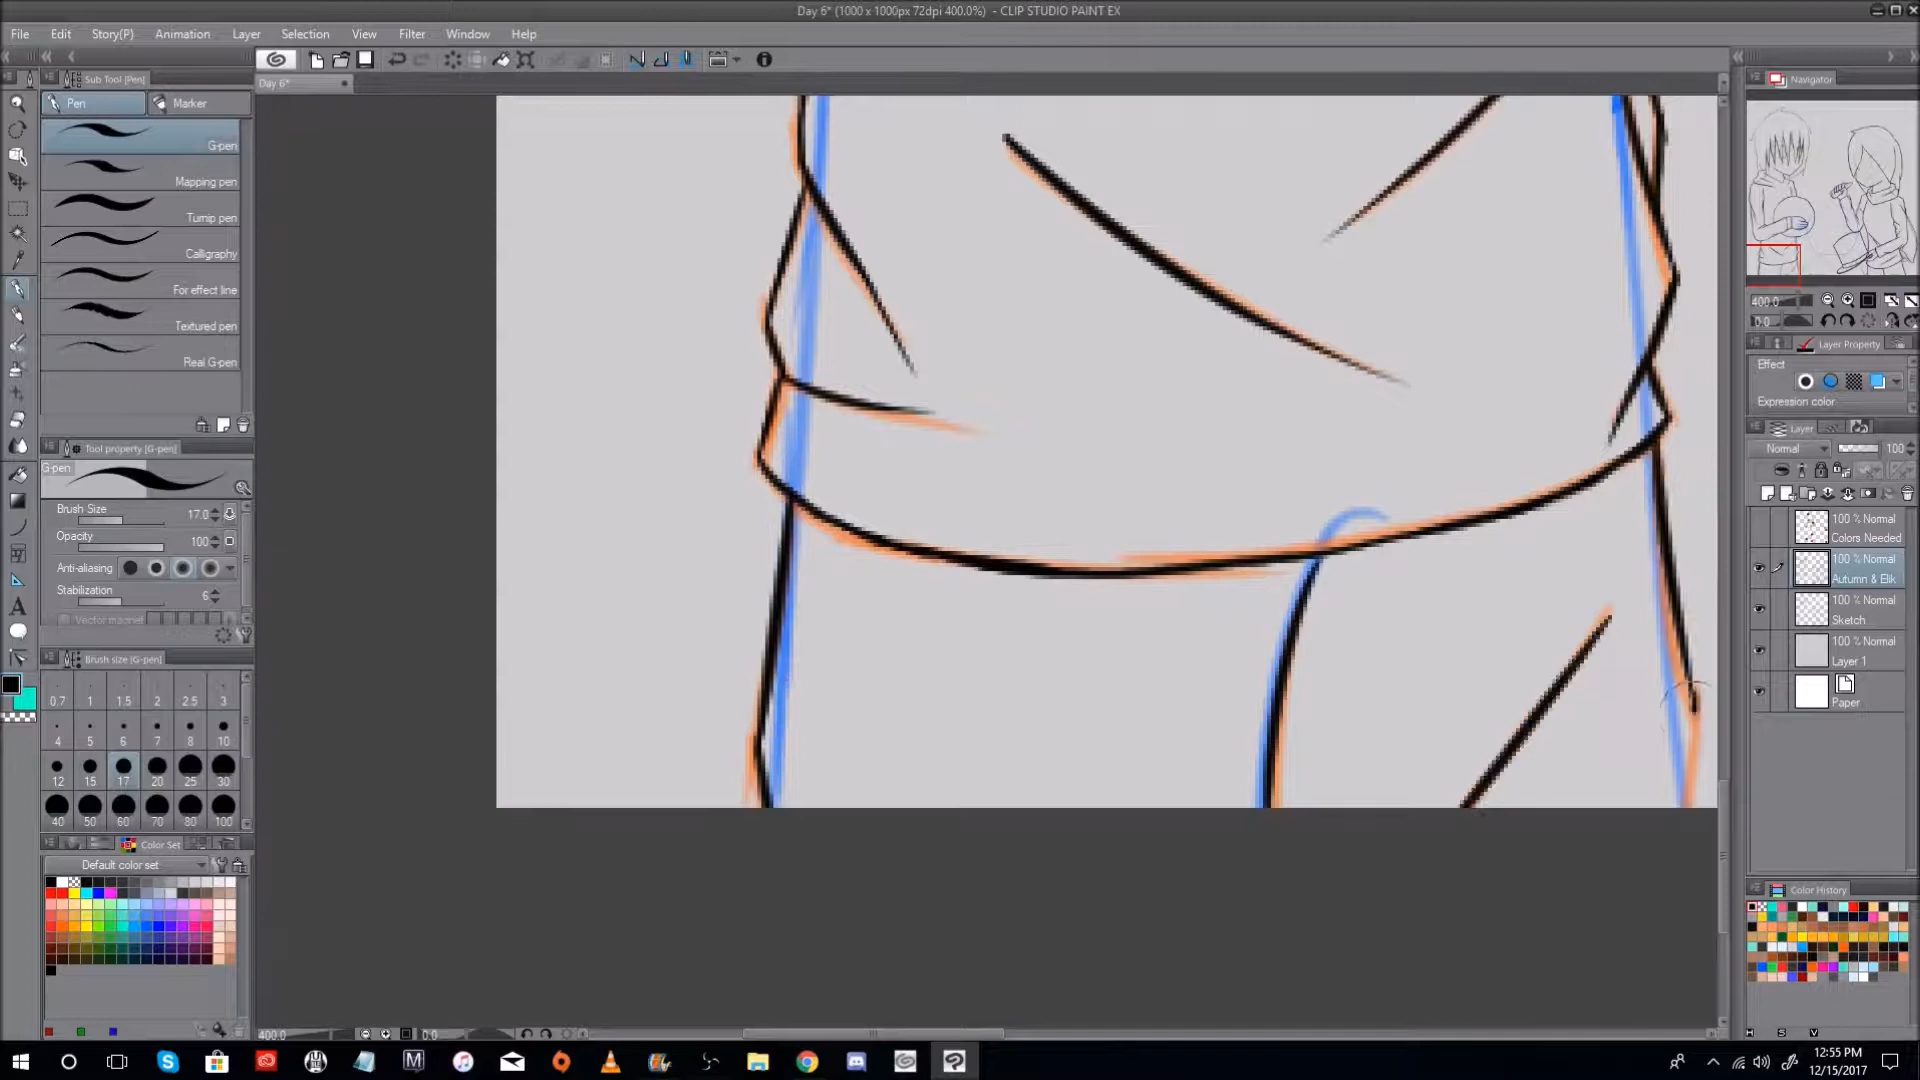 Day 6* (1000 x 1000px 72dpi 400.0%) - CLIP STUDIO PAINT EX
File Edit Story(P) Animation Layer Selection View Filter Window Help
Sub Tool [Pen]
Day 6*
Navigator
Pen Marker
G-pen
Mapping pen
Turnip pen
Calligraphy
For effect line
Textured pen
Real G-pen
400.0
0.0
Layer Property
Effect
Expression color
Layer
Normal 100
Tool property [G-pen]
G-pen
Brush Size 17.0
Opacity 100
Anti-aliasing
Stabilization 6
Vector magnet
100 % Normal
Colors Needed
100 % Normal
Autumn & Elik
100 % Normal
Sketch
100 % Normal
Layer 1
Paper
Brush size [G-pen]
0.7 1 1.5 2 2.5 3
4 5 6 7 8 10
12 15 17 20 25 30
40 50 60 70 80 100
Color Set
Default color set
Color History
H S V
400.0 0.0
12:55 PM
12/15/2017